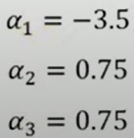 α₁ = −3.5
α₂ = 0.75
α₃ = 0.75